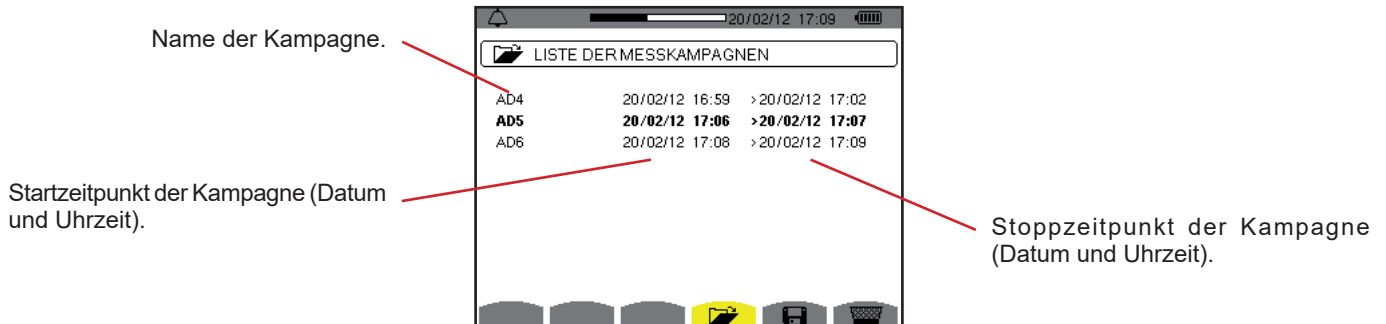 20/02/12 17:09
Name der Kampagne.
LISTE DER MESSKAMPAGNEN
AD4 20/02/12 16:59 >20/02/12 17:02
AD5 20/02/12 17:06 >20/02/12 17:07
AD6 20/02/12 17:08 >20/02/12 17:09
Startzeitpunkt der Kampagne (Datum
und Uhrzeit).
Stoppzeitpunkt der Kampagne
(Datum und Uhrzeit).